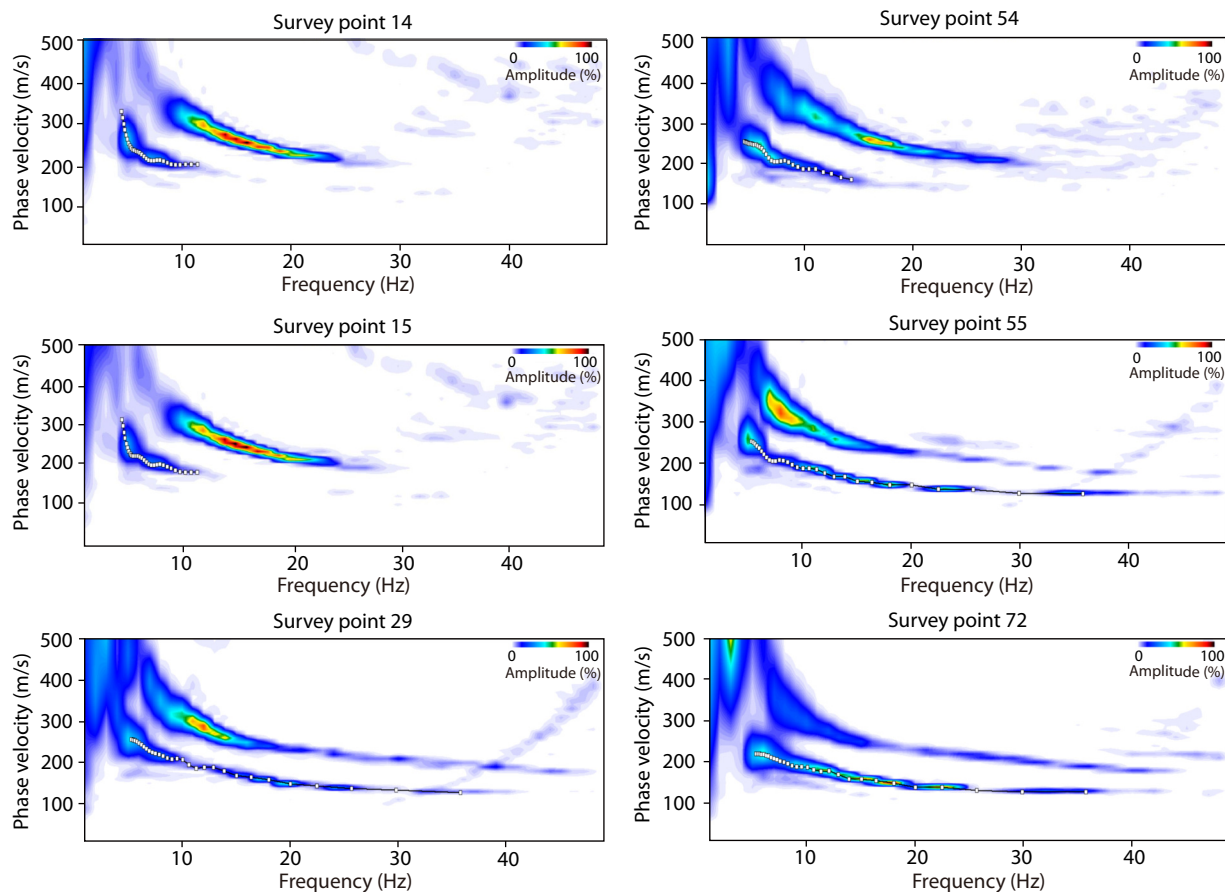 Survey point 14
Phase velocity (m/s)
500
400
300
200
100
0 100
Amplitude (%)
10 20 30 40
Frequency (Hz)
Survey point 54
Phase velocity (m/s)
500
400
300
200
100
0 100
Amplitude (%)
10 20 30 40
Frequency (Hz)
Survey point 15
Phase velocity (m/s)
500
400
300
200
100
0 100
Amplitude (%)
10 20 30 40
Frequency (Hz)
Survey point 55
Phase velocity (m/s)
500
400
300
200
100
0 100
Amplitude (%)
10 20 30 40
Frequency (Hz)
Survey point 29
Phase velocity (m/s)
500
400
300
200
100
0 100
Amplitude (%)
10 20 30 40
Frequency (Hz)
Survey point 72
Phase velocity (m/s)
500
400
300
200
100
0 100
Amplitude (%)
10 20 30 40
Frequency (Hz)